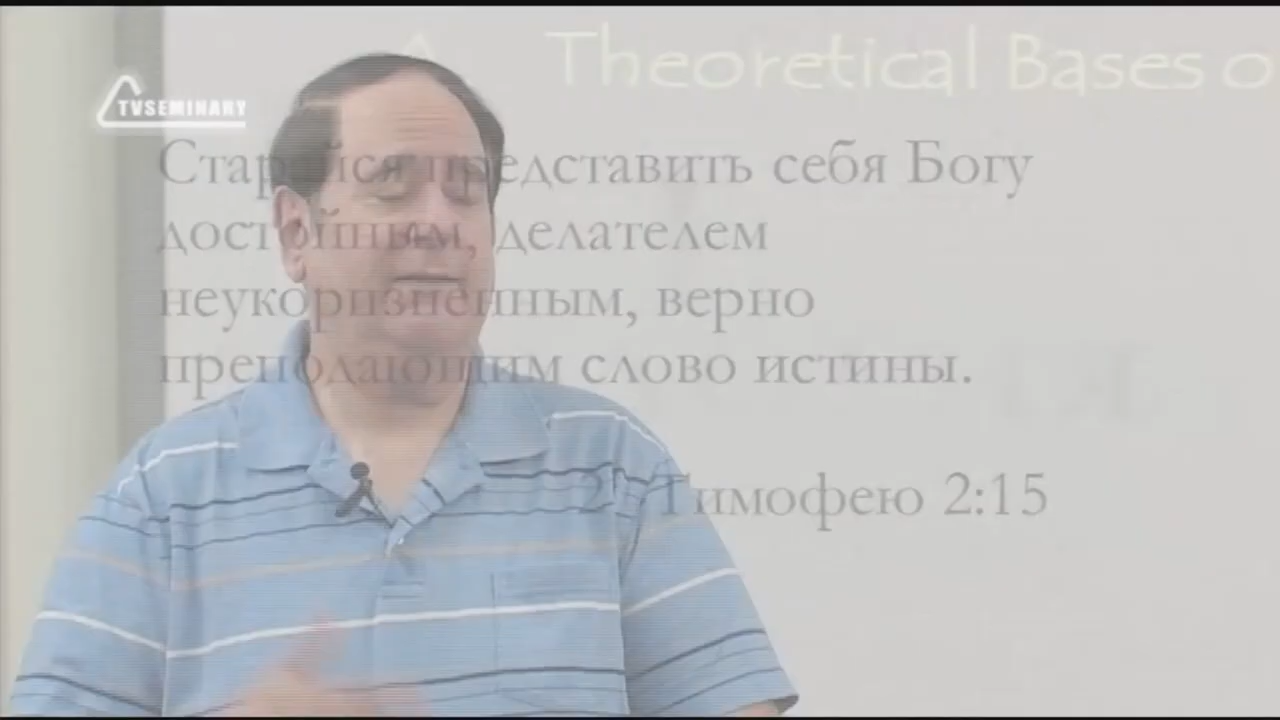 Theoretical Bases o
TVSEMINARY
Старайся представить себя Богу
достойным, делателем
неукоризненным, верно
преподающим слово истины.
2 Тимофею 2:15